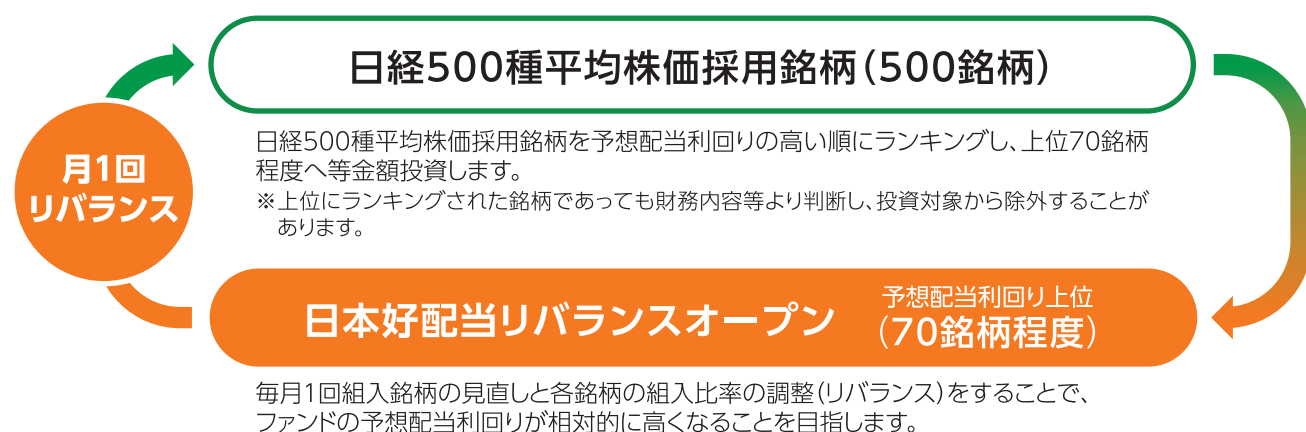 日経500種平均株価採用銘柄(500銘柄)
日経500種平均株価採用銘柄を予想配当利回りの高い順にランキングし、上位70銘柄
程度へ等金額投資します。
※上位にランキングされた銘柄であっても財務内容等より判断し、投資対象から除外することが
あります。
月1回
リバランス
日本好配当リバランスオープン
予想配当利回り上位
(70銘柄程度)
毎月1回組入銘柄の見直しと各銘柄の組入比率の調整(リバランス)をすることで、
ファンドの予想配当利回りが相対的に高くなることを目指します。